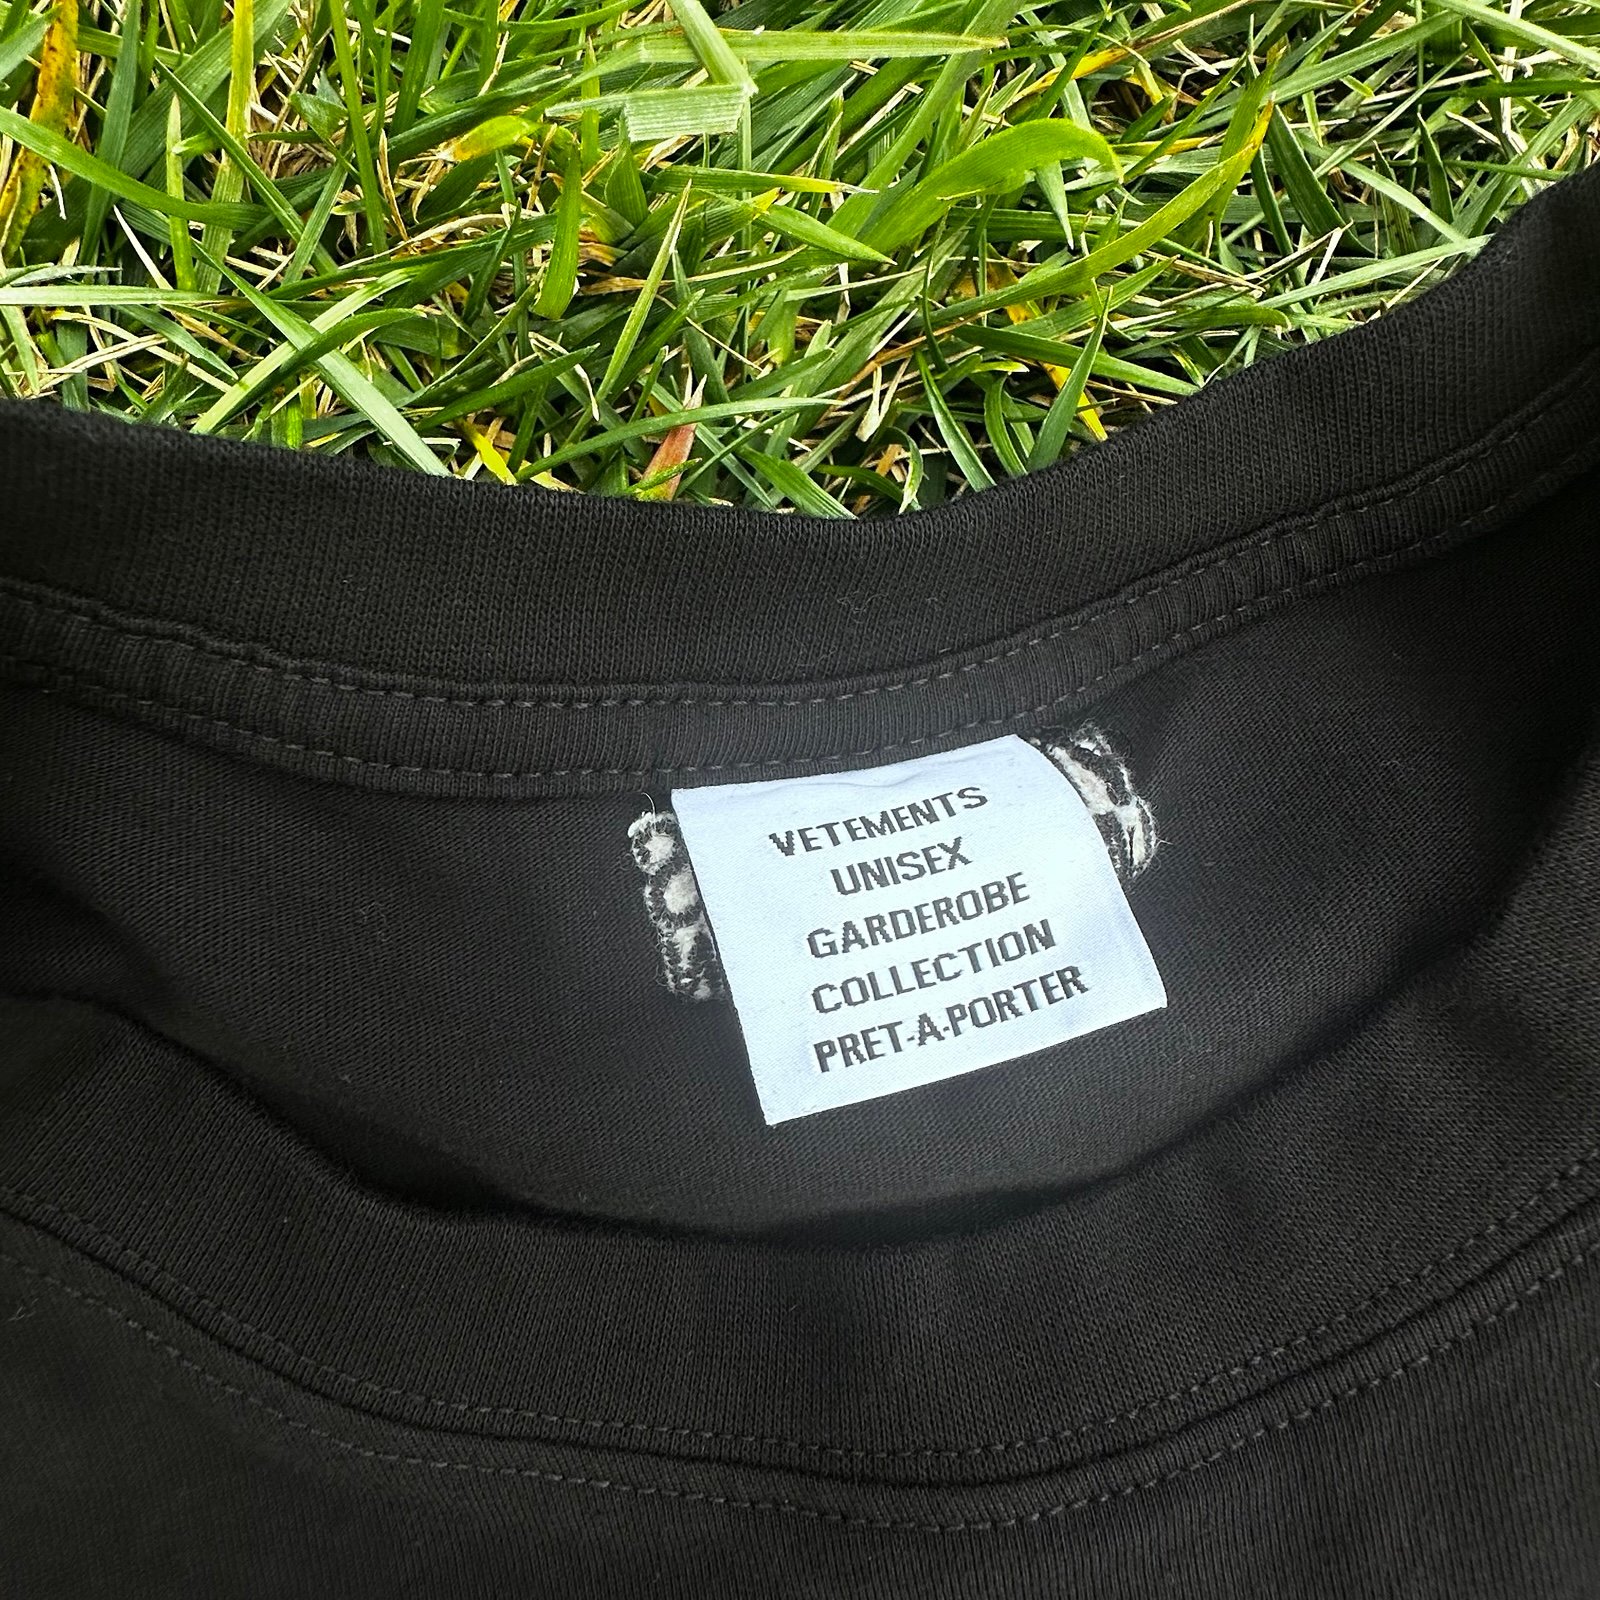 VETEMENTS
UNISEX
GARDEROBE
COLLECTION
PRET-A-PORTER